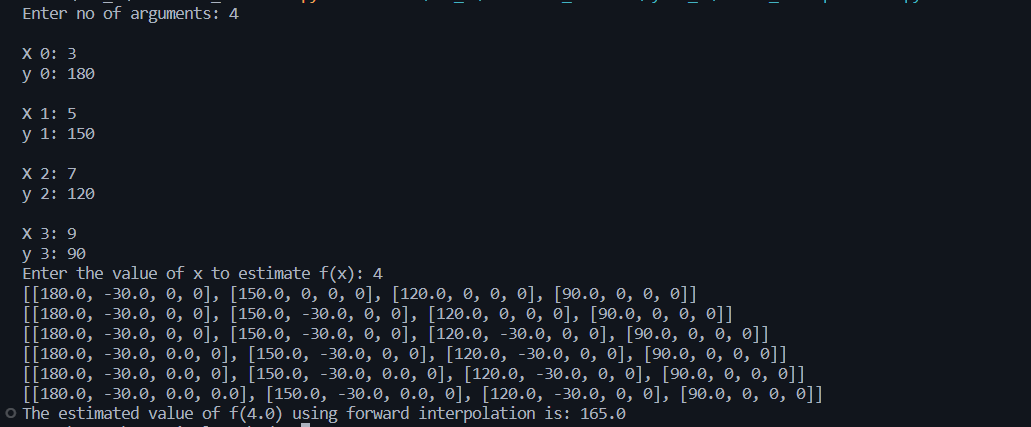 Enter no of arguments: 4
X 0: 3
y 0: 180
X 1: 5
y 1: 150
X 2: 7
y 2: 120
X 3: 9
y 3: 90
Enter the value of x to estimate f(x): 4
[[180.0, -30.0, 0, 0], [150.0, 0, 0, 0], [120.0, 0, 0, 0], [90.0, 0, 0, 0]]
[[180.0, -30.0, 0, 0], [150.0, -30.0, 0, 0], [120.0, 0, 0, 0], [90.0, 0, 0, 0]]
[[180.0, -30.0, 0, 0], [150.0, -30.0, 0, 0], [120.0, -30.0, 0, 0], [90.0, 0, 0, 0]]
[[180.0, -30.0, 0.0, 0], [150.0, -30.0, 0, 0], [120.0, -30.0, 0, 0], [90.0, 0, 0, 0]]
[[180.0, -30.0, 0.0, 0], [150.0, -30.0, 0.0, 0], [120.0, -30.0, 0, 0], [90.0, 0, 0, 0]]
[[180.0, -30.0, 0.0, 0.0], [150.0, -30.0, 0.0, 0], [120.0, -30.0, 0, 0], [90.0, 0, 0, 0]]
The estimated value of f(4.0) using forward interpolation is: 165.0